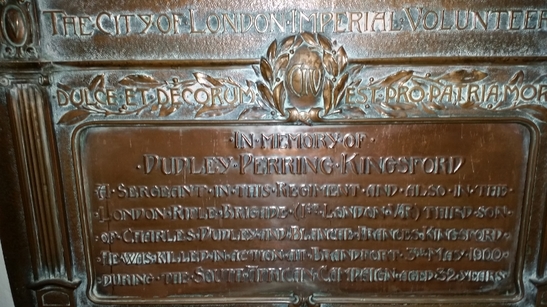 THE CITY OF LONDON IMPERIAL VOLUNTEER
DULCE·ET·DECORUM CIV EST·PRO·PATRIA·MOR
·IN·MEMORY·OF·
·DUDLEY·PERRING·KINGSFORD
A·SERGEANT·IN·THIS·REGIMENT·AND·ALSO·IN·THE·
LONDON·RIFLE·BRIGADE·(1ST·LONDON·V·R)·THIRD·SON·
OF·CHARLES·DUDLEY·AND·BLANCHE·FRANCES·KINGSFORD·
HE·WAS·KILLED·IN·ACTION·AT· MAY·1900·
DURING·THE·SOUTH·AFRICAN·CAMPAIGN·AGED·32·YEARS